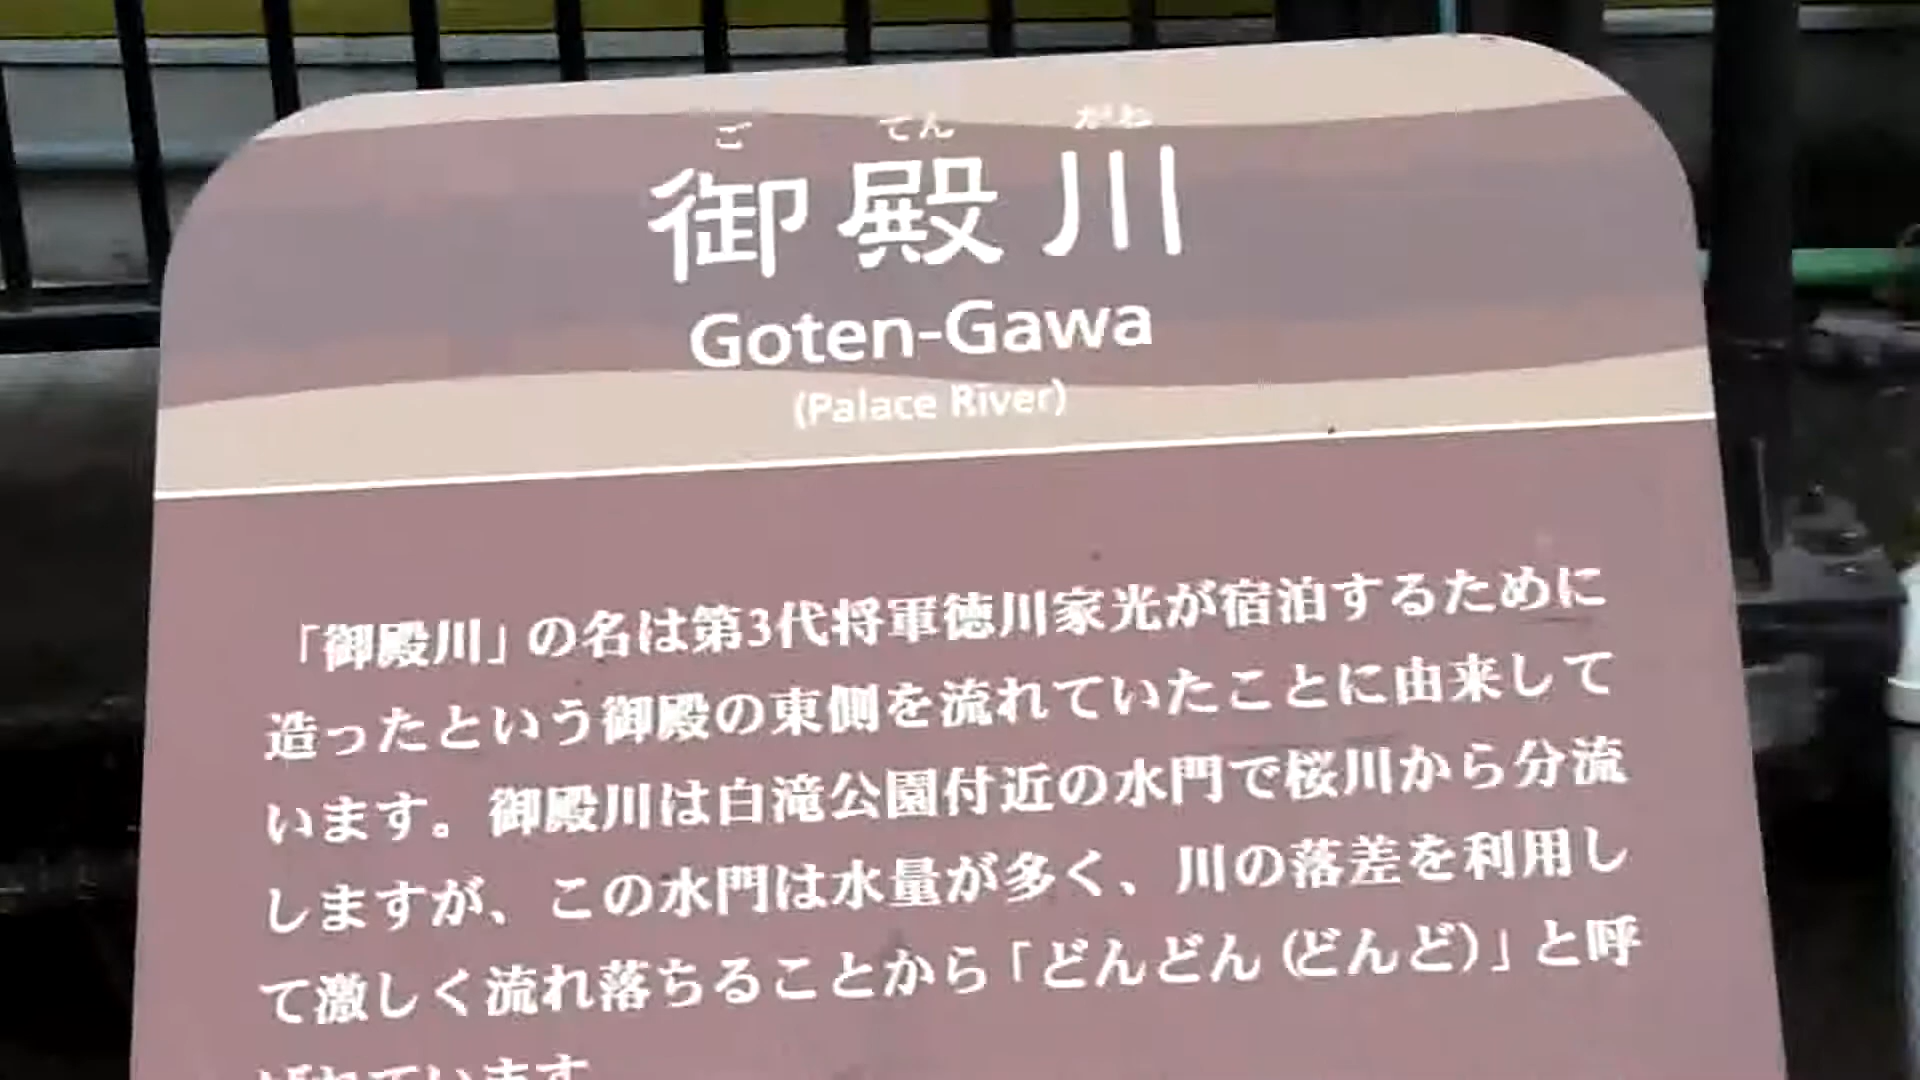 ご てん がわ
御殿川
Goten-Gawa
(Palace River)
「御殿川」の名は第3代将軍徳川家光が宿泊するために
造ったという御殿の東側を流れていたことに由来して
います。御殿川は白滝公園付近の水門で桜川から分流
しますが、この水門は水量が多く、川の落差を利用し
て激しく流れ落ちることから「どんどん(どんど)」と呼
ばれています